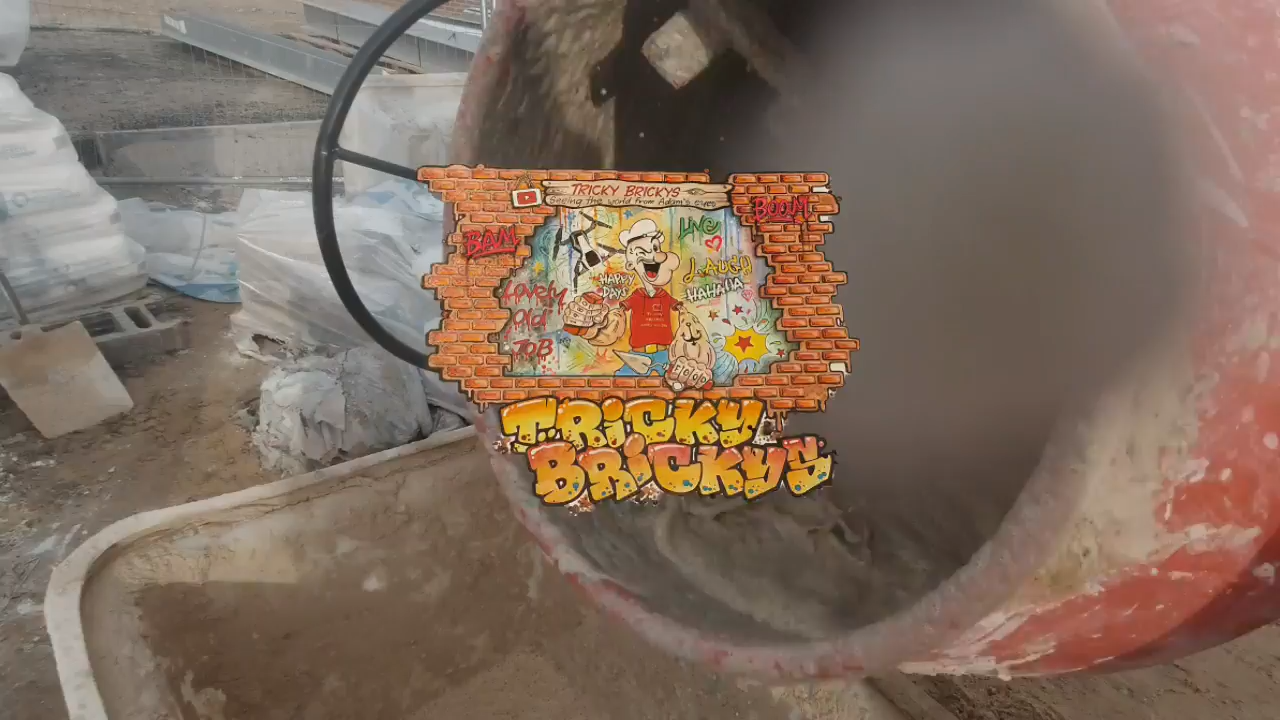 TRICKY BRICKYS
Seeing the world from Adam's eyes
BOOM
LIVE
BAM
LAUGH
HAPPY
DAYS
HAHAHA
LOVELY
OLd
JOB
TRiCKY
BRiCKYS